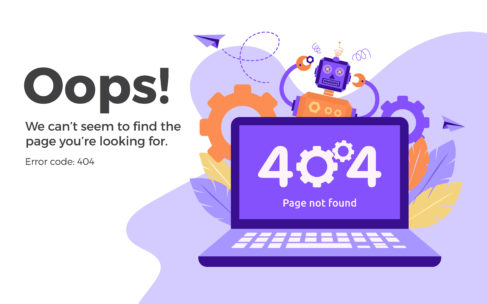 Oops!
We can't seem to find the
page you're looking for.
Error code: 404
404
Page not found